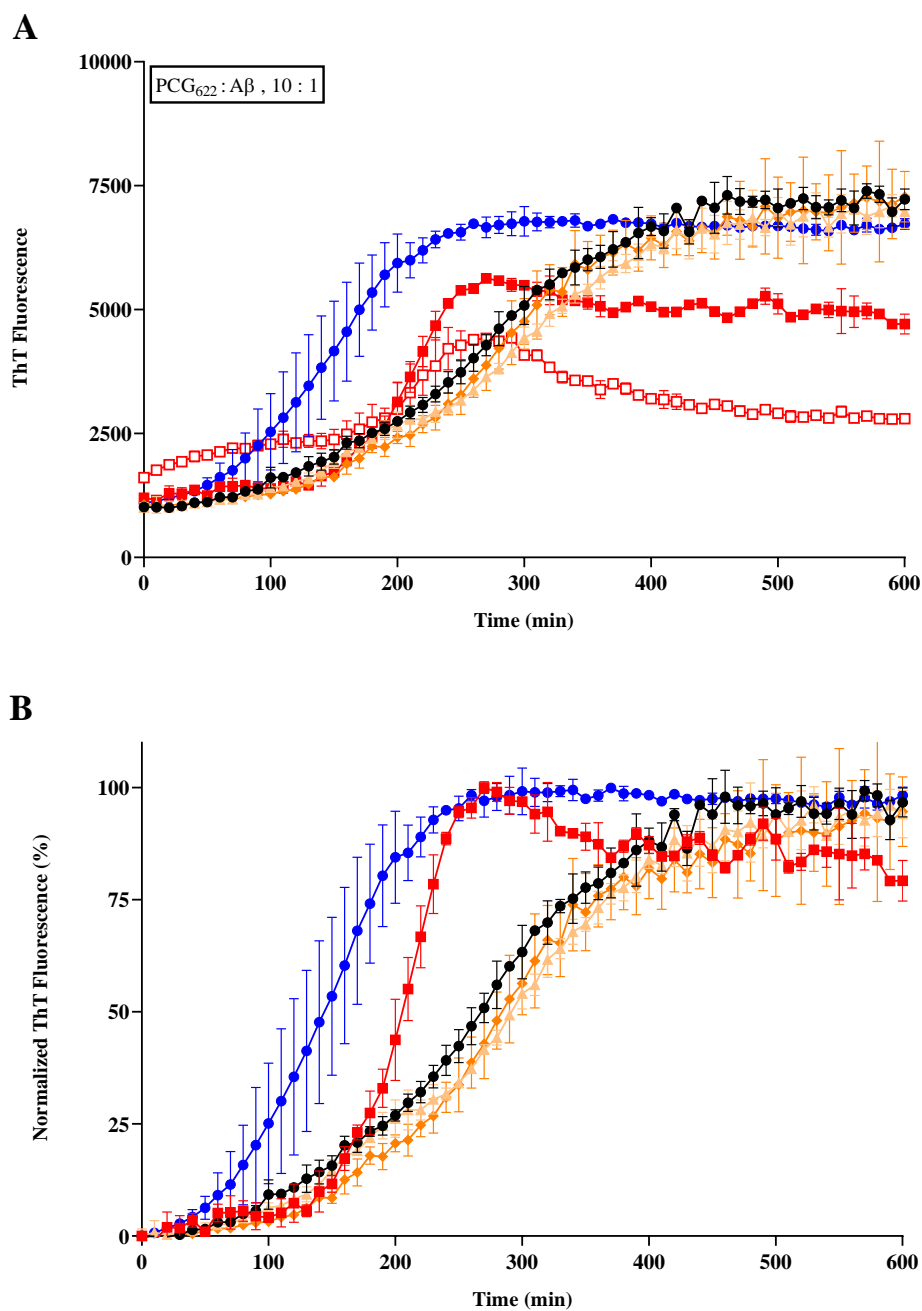 A
10000
PCG622 : Aβ , 10 : 1
7500
ThT Fluorescence
5000
2500
0
0 100 200 300 400 500 600
Time (min)
B
100
75
Normalized ThT Fluorescence (%)
50
25
0
0 100 200 300 400 500 600
Time (min)